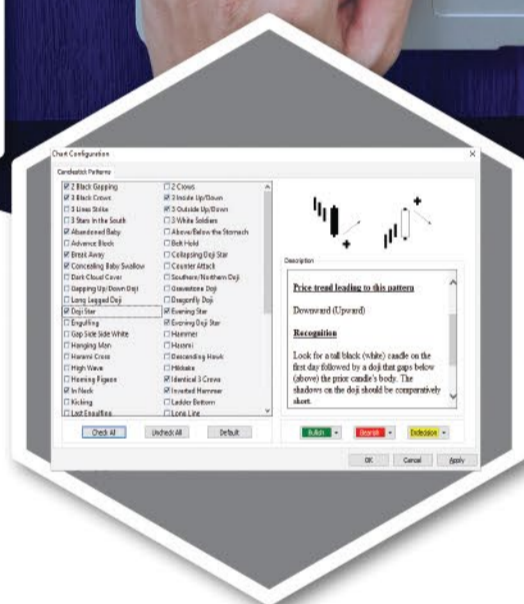 Chart Configuration
Candlestick Patterns
2 Black Gapping
2 Crows
3 Black Crows
3 Inside Up/Down
3 Lines Strike
3 Outside Up/Down
3 Stars in the South
3 White Soldiers
Abandoned Baby
Above/Below the Stomach
Advance Block
Belt Hold
Break Away
Collapsing Doji Star
Concealing Baby Swallow
Counter Attack
Dark Cloud Cover
Southern/Northern Doji
Gapping Up/Down Doji
Gravestone Doji
Long Legged Doji
Dragonfly Doji
Doji Star
Evening Star
Engulfing
Evening Doji Star
Gap Side Side White
Hammer
Hanging Man
Harami
Harami Cross
Descending Hawk
High Wave
Hikkake
Homing Pigeon
Identical 3 Crows
In Neck
Inverted Hammer
Kicking
Ladder Bottom
Last Engulfing
Long Line
Check All
Uncheck All
Default
Description
Price trend leading to this pattern
Downward (Upward)
Recognition
Look for a tall black (white) candle on the
first day followed by a doji that gaps below
(above) the prior candle's body. The
shadows on the doji should be comparatively
short.
Bullish
Bearish
Indecision
OK
Cancel
Apply